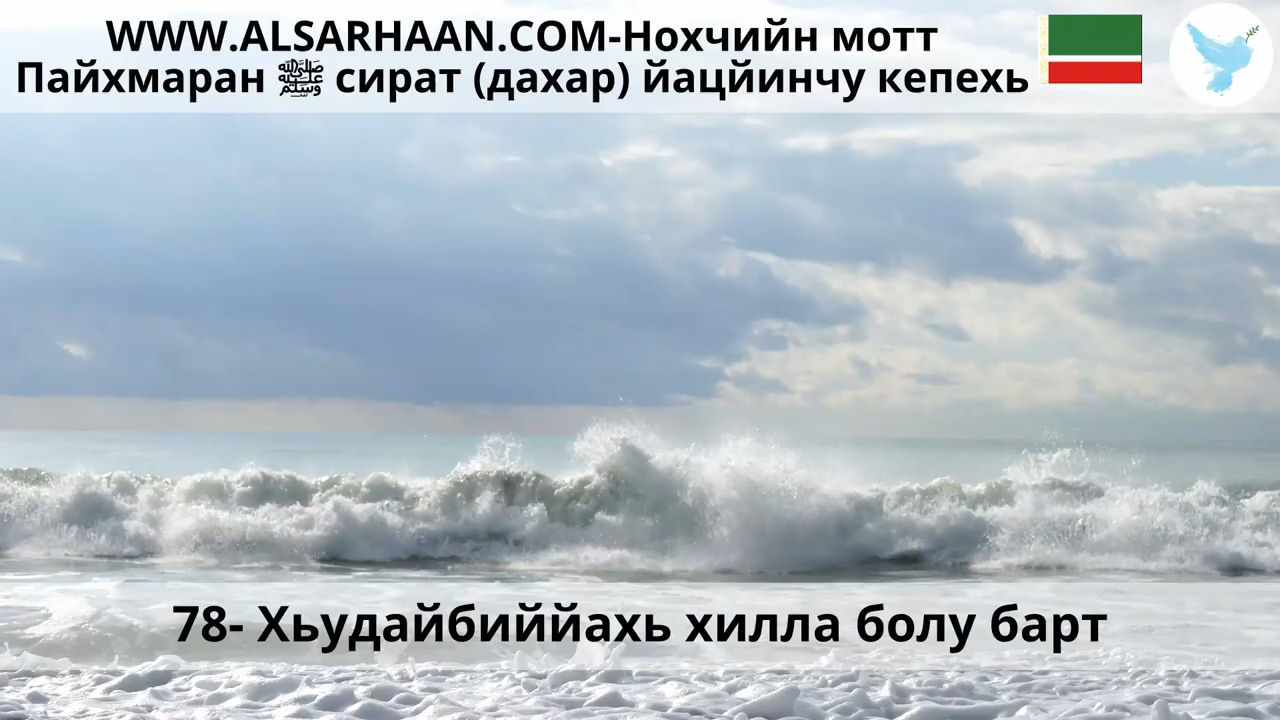 WWW.ALSARHAAN.COM-Нохчийн мотт
Пайхмаран ﷺ сират (дахар) йацйинчу кепехь
78- Хьудайбиййахь хилла болу барт